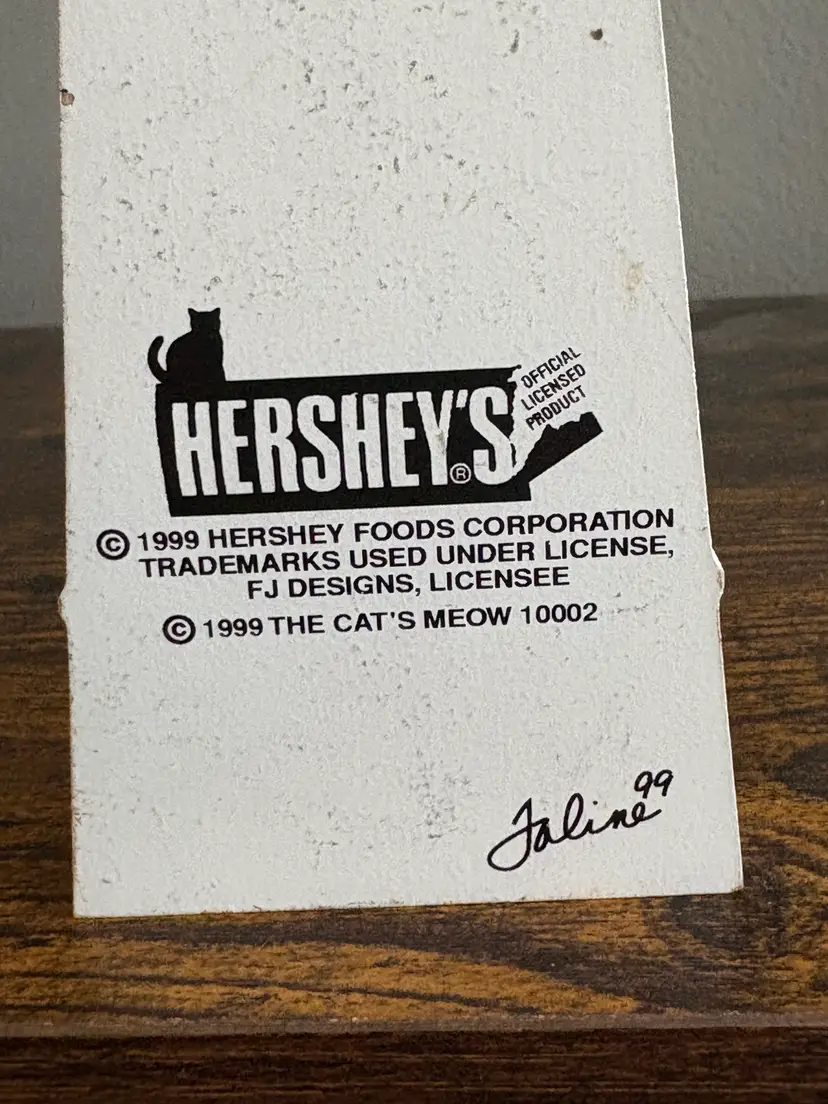 HERSHEY'S®
OFFICIAL
LICENSED
PRODUCT
© 1999 HERSHEY FOODS CORPORATION
TRADEMARKS USED UNDER LICENSE,
FJ DESIGNS, LICENSEE
© 1999 THE CAT'S MEOW 10002
Faline 99